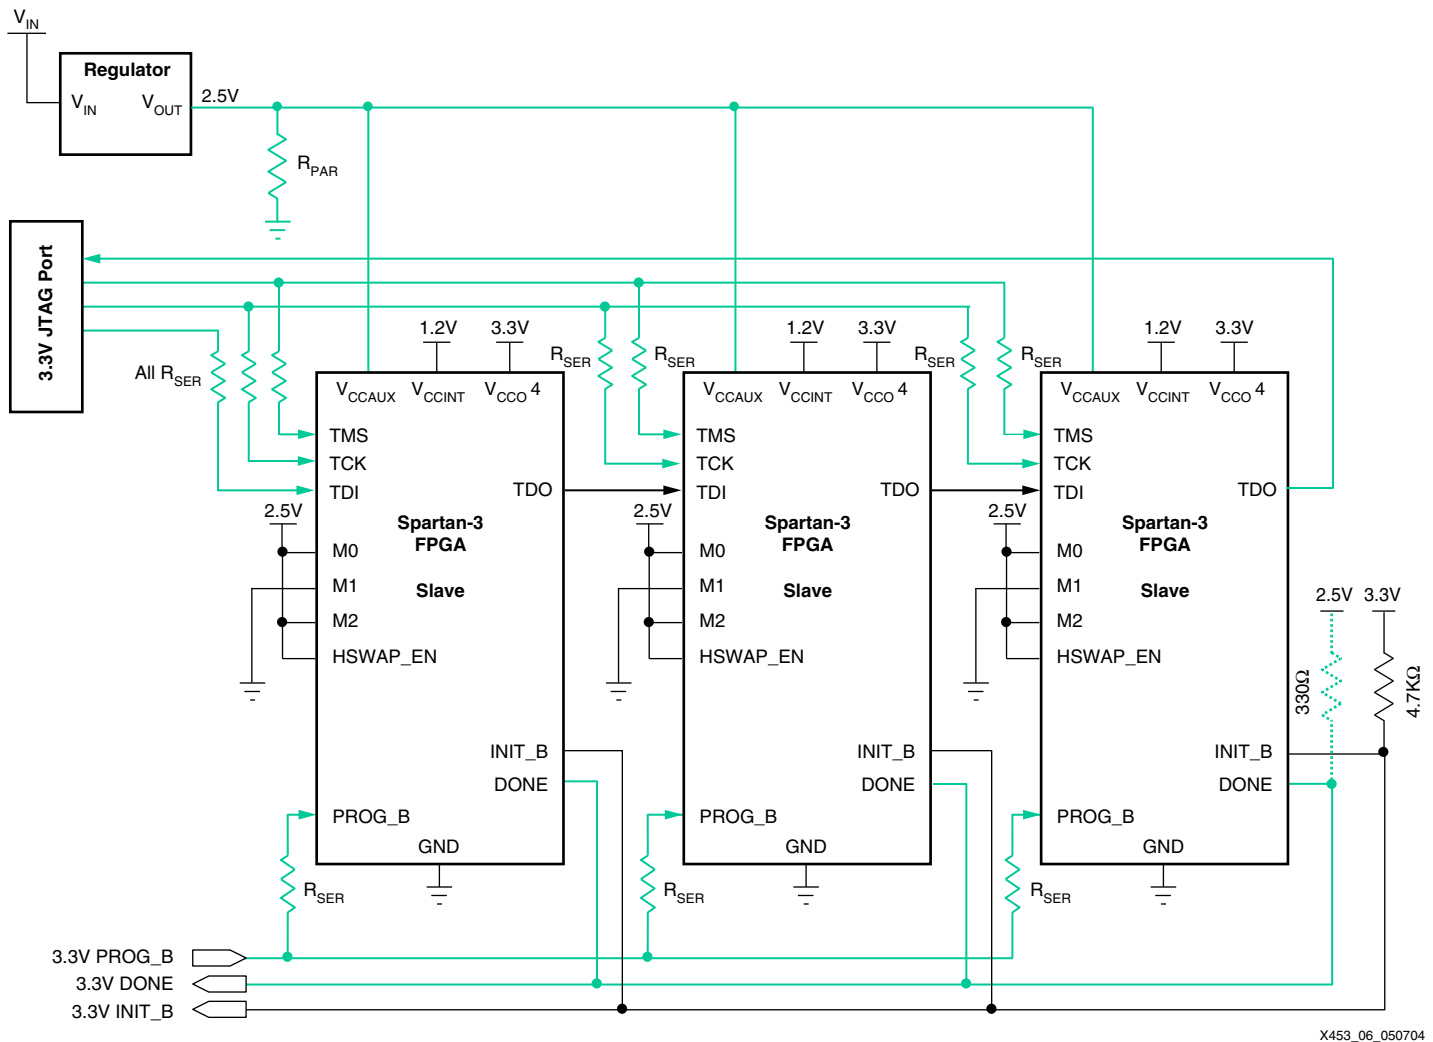 VIN
Regulator
VIN VOUT
2.5V
RPAR
3.3V JTAG Port
All RSER
RSER RSER
RSER RSER
1.2V 3.3V
1.2V 3.3V
1.2V 3.3V
VCCAUX VCCINT VCCO 4
TMS
TCK
TDI
TDO
2.5V
Spartan-3
FPGA
Slave
M0
M1
M2
HSWAP_EN
INIT_B
DONE
PROG_B
GND
RSER
VCCAUX VCCINT VCCO 4
TMS
TCK
TDI
TDO
2.5V
Spartan-3
FPGA
Slave
M0
M1
M2
HSWAP_EN
INIT_B
DONE
PROG_B
GND
RSER
VCCAUX VCCINT VCCO 4
TMS
TCK
TDI
TDO
2.5V
Spartan-3
FPGA
Slave
M0
M1
M2
HSWAP_EN
INIT_B
DONE
PROG_B
GND
RSER
2.5V 3.3V
330Ω
4.7KΩ
3.3V PROG_B
3.3V DONE
3.3V INIT_B
X453_06_050704